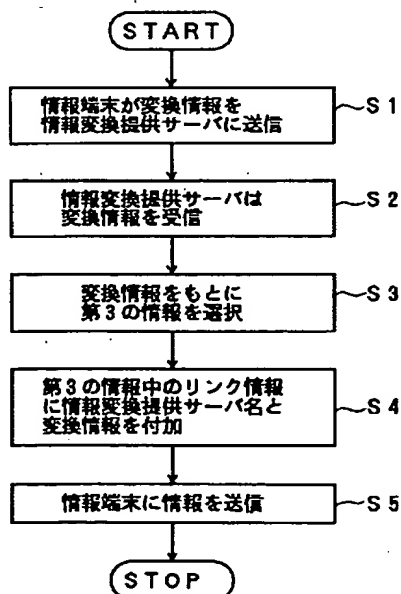 START
情報端末が変換情報を
情報変換提供サーバに送信
S1
情報変換提供サーバは
変換情報を受信
S2
変換情報をもとに
第3の情報を選択
S3
第3の情報中のリンク情報
に情報変換提供サーバ名と
変換情報を付加
S4
情報端末に情報を送信
S5
STOP